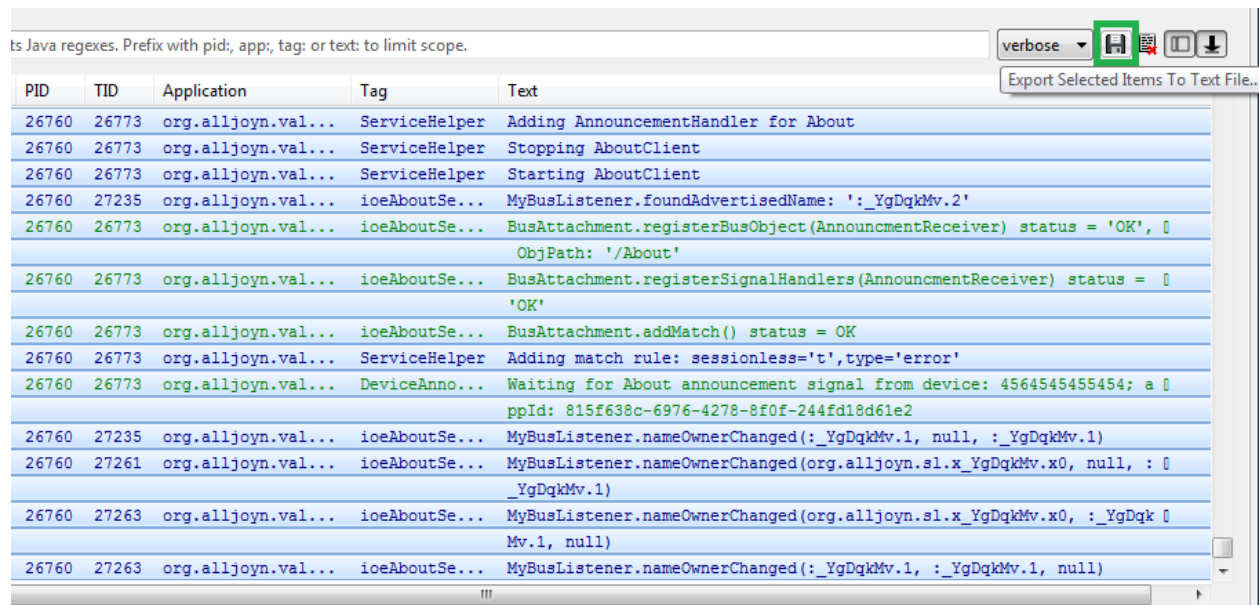 ts Java regexes. Prefix with pid:, app:, tag: or text: to limit scope.
verbose
Export Selected Items To Text File..
PID TID Application Tag Text
26760 26773 org.alljoyn.val... ServiceHelper Adding AnnouncementHandler for About
26760 26773 org.alljoyn.val... ServiceHelper Stopping AboutClient
26760 26773 org.alljoyn.val... ServiceHelper Starting AboutClient
26760 27235 org.alljoyn.val... ioeAboutSe... MyBusListener.foundAdvertisedName: ':_YgDqkMv.2'
26760 26773 org.alljoyn.val... ioeAboutSe... BusAttachment.registerBusObject(AnnouncmentReceiver) status = 'OK',
ObjPath: '/About'
26760 26773 org.alljoyn.val... ioeAboutSe... BusAttachment.registerSignalHandlers(AnnouncmentReceiver) status =
'OK'
26760 26773 org.alljoyn.val... ioeAboutSe... BusAttachment.addMatch() status = OK
26760 26773 org.alljoyn.val... ServiceHelper Adding match rule: sessionless='t',type='error'
26760 26773 org.alljoyn.val... DeviceAnno... Waiting for About announcement signal from device: 4564545455454; a
ppId: 815f638c-6976-4278-8f0f-244fd18d61e2
26760 27235 org.alljoyn.val... ioeAboutSe... MyBusListener.nameOwnerChanged(:_YgDqkMv.1, null, :_YgDqkMv.1)
26760 27261 org.alljoyn.val... ioeAboutSe... MyBusListener.nameOwnerChanged(org.alljoyn.sl.x_YgDqkMv.x0, null, :
_YgDqkMv.1)
26760 27263 org.alljoyn.val... ioeAboutSe... MyBusListener.nameOwnerChanged(org.alljoyn.sl.x_YgDqkMv.x0, :_YgDqk
Mv.1, null)
26760 27263 org.alljoyn.val... ioeAboutSe... MyBusListener.nameOwnerChanged(:_YgDqkMv.1, :_YgDqkMv.1, null)